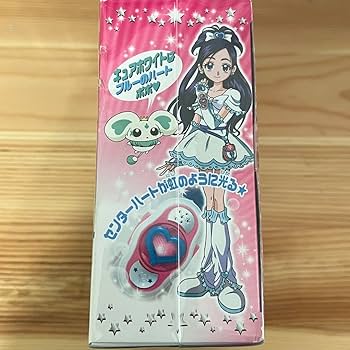 キュアホワイトは
ブルーのハート
ポポ♥
センターハートが虹のように光る★